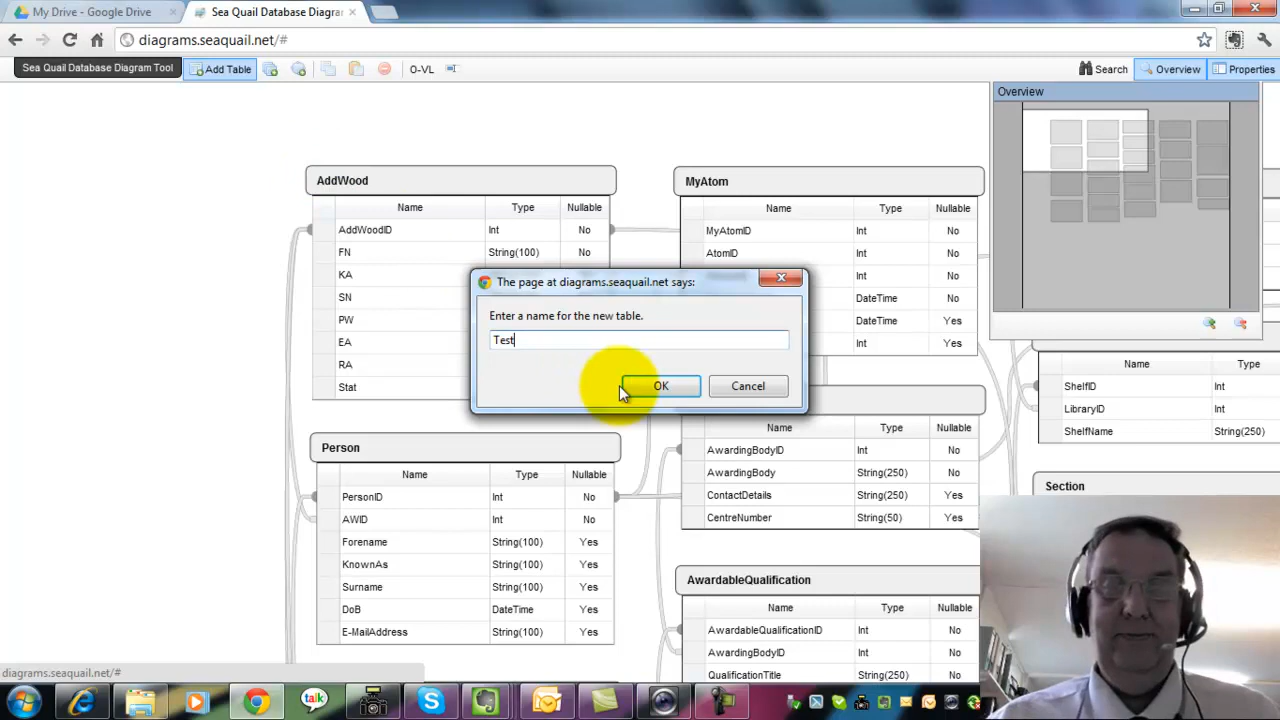 My Drive - Google Drive
Sea Quail Database Diagram
diagrams.seaquail.net/#
Sea Quail Database Diagram Tool
Add Table
O-VL
Search
Overview
Properties
Overview
AddWood
Name Type Nullable
AddWoodID Int No
FN String(100) No
KA
SN
PW
EA
RA
Stat
MyAtom
Name Type Nullable
MyAtomID Int No
AtomID Int No
Int No
DateTime No
DateTime Yes
Int Yes
The page at diagrams.seaquail.net says:
Enter a name for the new table.
Test
OK
Cancel
Name Type
ShelfID Int
LibraryID Int
ShelfName String(250)
Section
Person
Name Type Nullable
PersonID Int No
AWID Int No
Forename String(100) Yes
KnownAs String(100) Yes
Surname String(100) Yes
DoB DateTime Yes
E-MailAddress String(100) Yes
Name Type Nullable
AwardingBodyID Int No
AwardingBody String(250) No
ContactDetails String(250) Yes
CentreNumber String(50) Yes
AwardableQualification
Name Type Nullable
AwardableQualificationID Int No
AwardingBodyID Int No
QualificationTitle String(250) No
diagrams.seaquail.net/#
talk